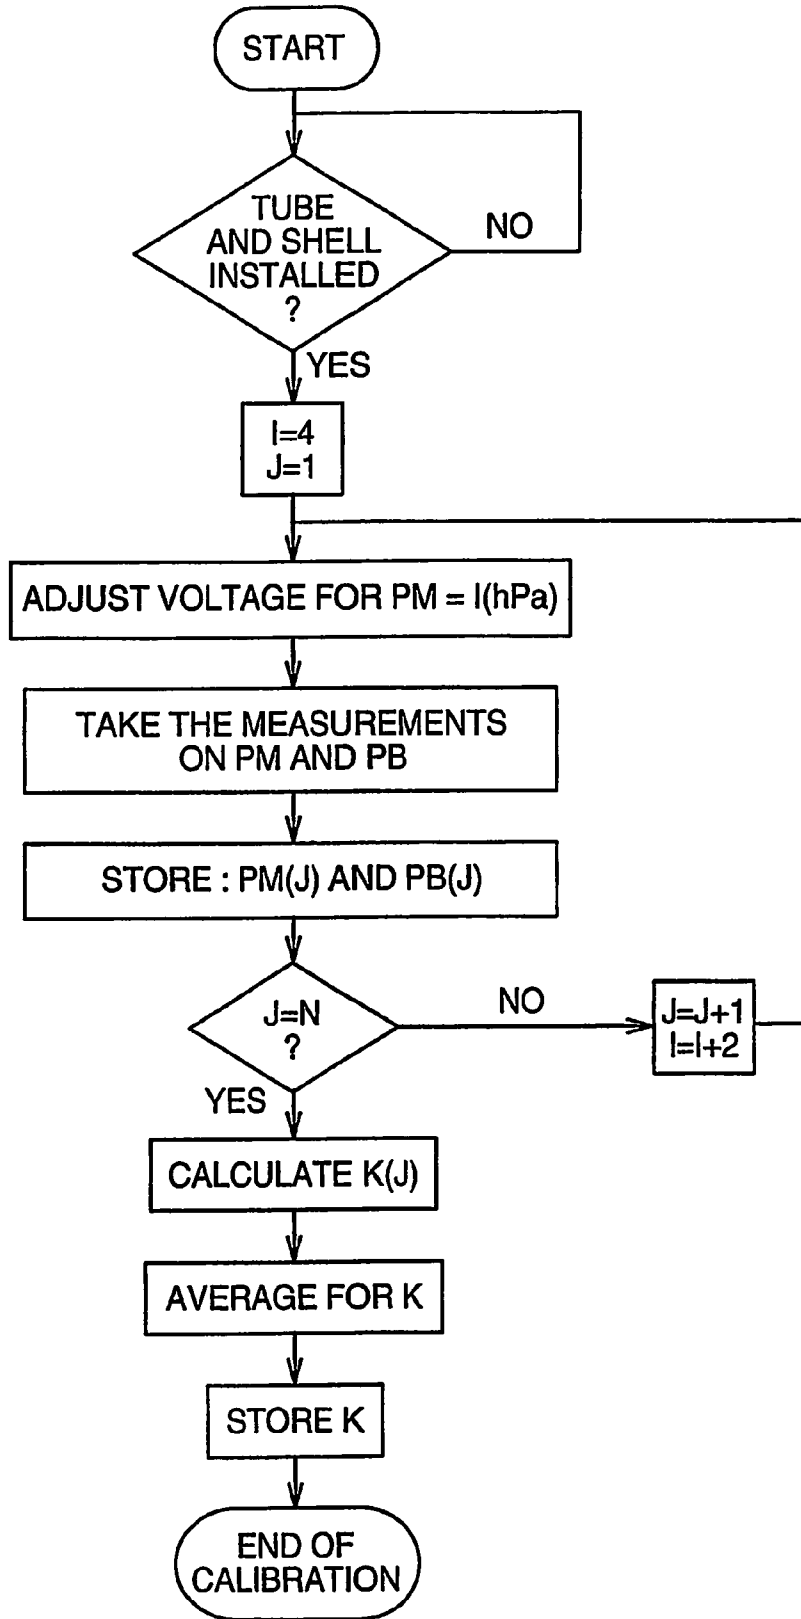 START
TUBE
AND SHELL
INSTALLED
?
NO
YES
I=4
J=1
ADJUST VOLTAGE FOR PM = I(hPa)
TAKE THE MEASUREMENTS
ON PM AND PB
STORE : PM(J) AND PB(J)
J=N
?
NO
J=J+1
I=I+2
YES
CALCULATE K(J)
AVERAGE FOR K
STORE K
END OF
CALIBRATION